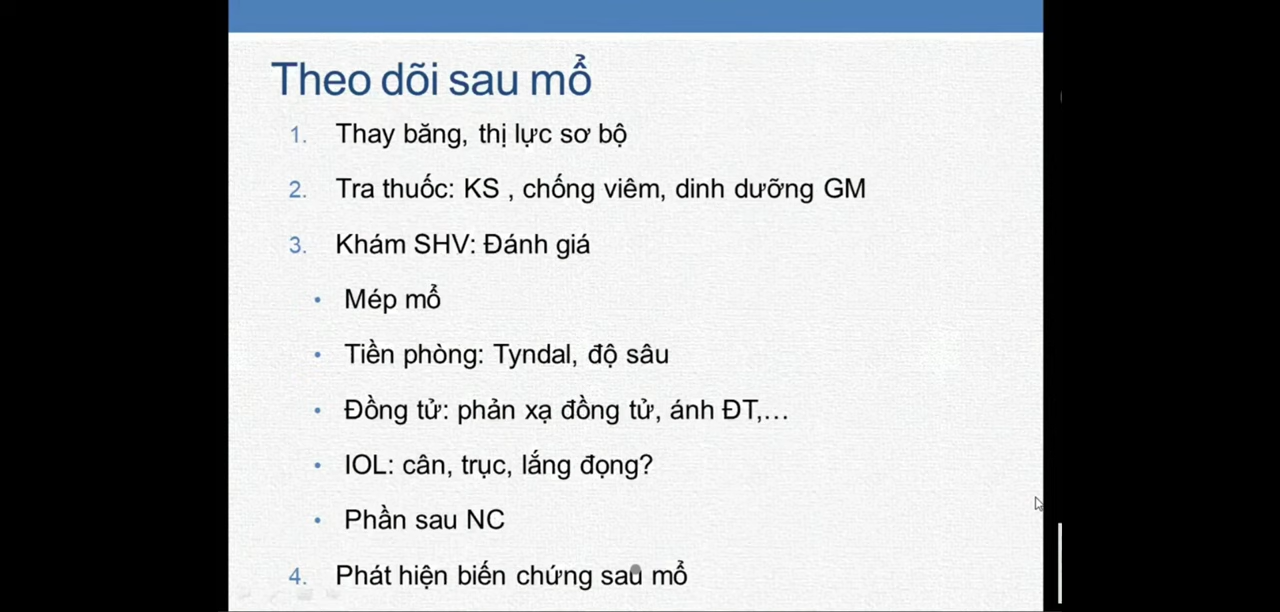 Theo dõi sau mổ
1. Thay băng, thị lực sơ bộ
2. Tra thuốc: KS , chống viêm, dinh dưỡng GM
3. Khám SHV: Đánh giá
• Mép mổ
• Tiền phòng: Tyndal, độ sâu
• Đồng tử: phản xạ đồng tử, ánh ĐT,...
• IOL: cân, trục, lắng đọng?
• Phần sau NC
4. Phát hiện biến chứng sau mổ